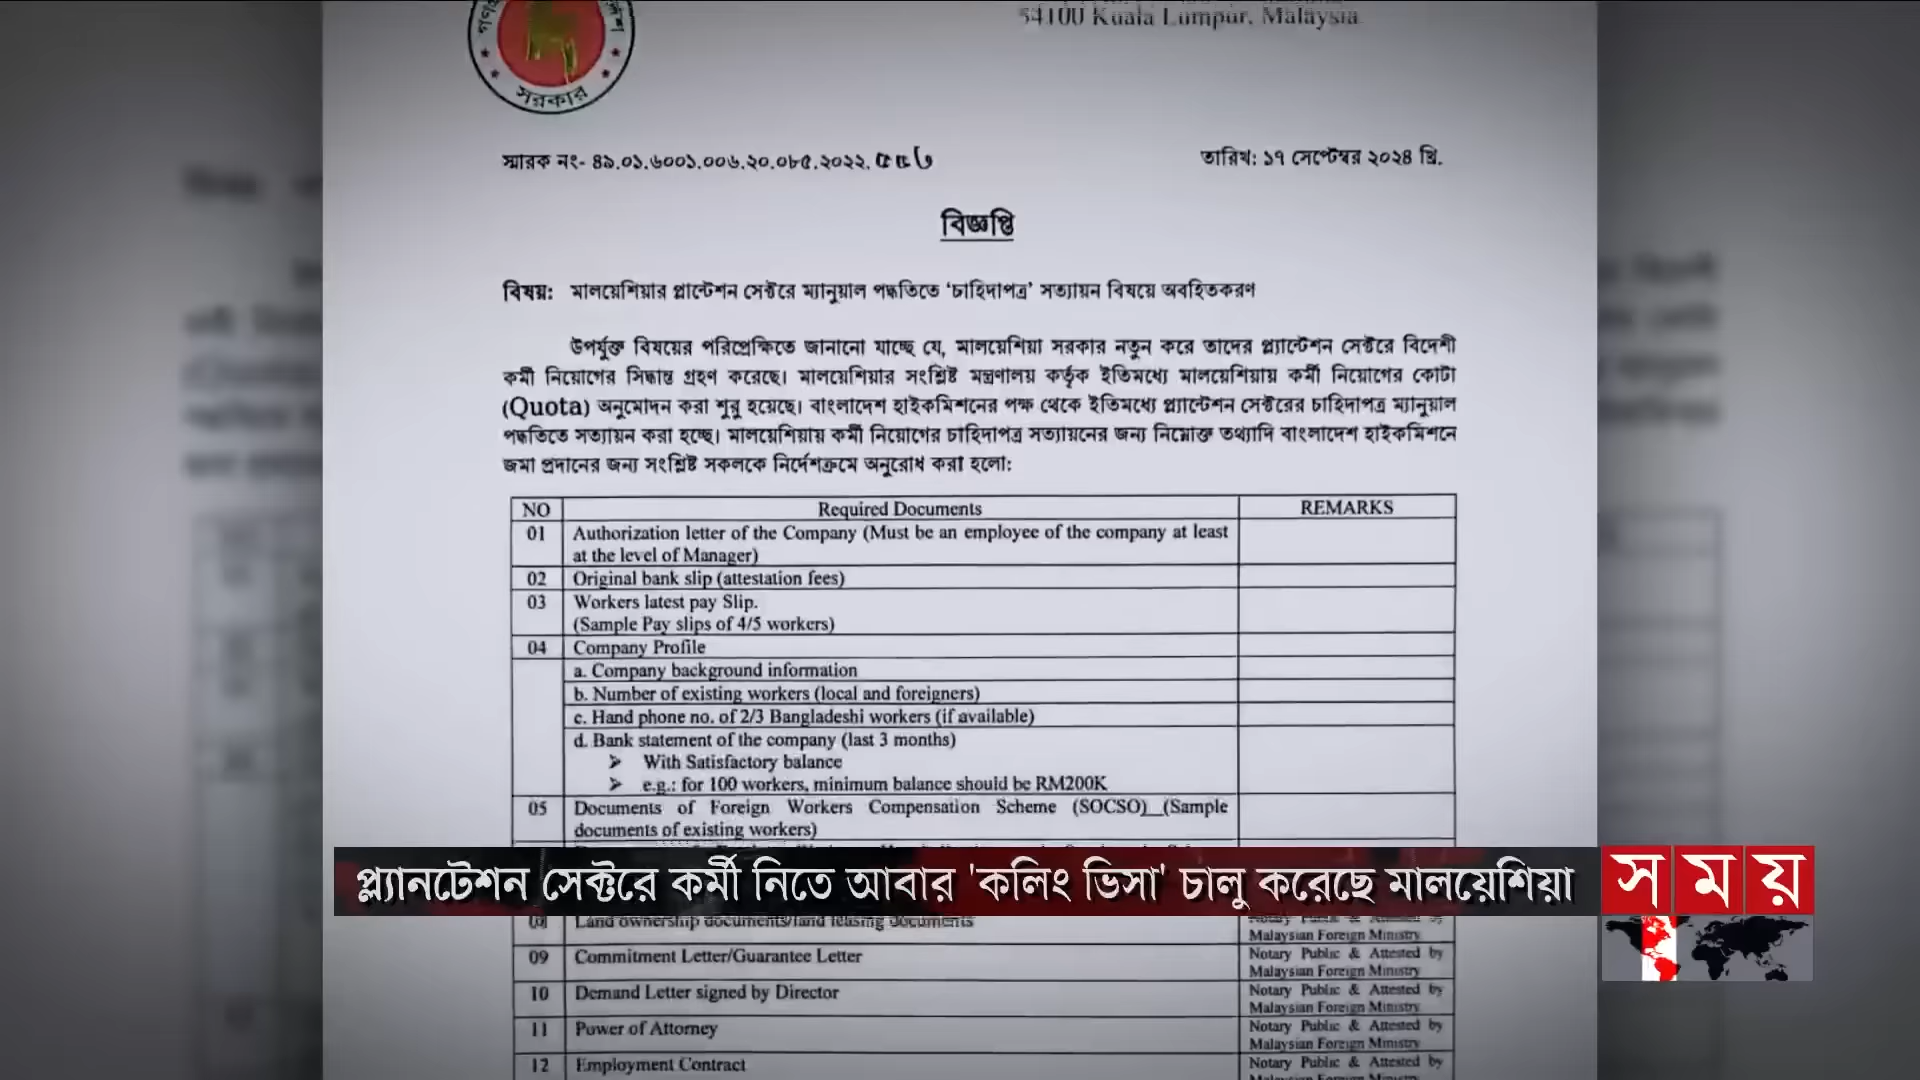 সরকার
54100 Kuala Lumpur, Malaysia
স্মারক নং- ৪৯.০১.৬০০১.০০৬.২০.০৮৫.২০২২.
তারিখ: ১৭ সেপ্টেম্বর ২০২৪ খ্রি.
বিজ্ঞপ্তি
বিষয়: মালয়েশিয়ার প্লান্টেশন সেক্টরে ম্যানুয়াল পদ্ধতিতে ‘চাহিদাপত্র’ সত্যায়ন বিষয়ে অবহিতকরণ
উপর্যুক্ত বিষয়ের পরিপ্রেক্ষিতে জানানো যাচ্ছে যে, মালয়েশিয়া সরকার নতুন করে তাদের প্ল্যান্টেশন সেক্টরে বিদেশী
কর্মী নিয়োগের সিদ্ধান্ত গ্রহণ করেছে। মালয়েশিয়ার সংশ্লিষ্ট মন্ত্রণালয় কর্তৃক ইতিমধ্যে মালয়েশিয়ায় কর্মী নিয়োগের কোটা
(Quota) অনুমোদন করা শুরু হয়েছে। বাংলাদেশ হাইকমিশনের পক্ষ থেকে ইতিমধ্যে প্ল্যান্টেশন সেক্টরের চাহিদাপত্র ম্যানুয়াল
পদ্ধতিতে সত্যায়ন করা হচ্ছে। মালয়েশিয়ায় কর্মী নিয়োগের চাহিদাপত্র সত্যায়নের জন্য নিম্নোক্ত তথ্যাদি বাংলাদেশ হাইকমিশনে
জমা প্রদানের জন্য সংশ্লিষ্ট সকলকে নির্দেশক্রমে অনুরোধ করা হলো:
NO Required Documents REMARKS
01 Authorization letter of the Company (Must be an employee of the company at least
at the level of Manager)
02 Original bank slip (attestation fees)
03 Workers latest pay Slip.
(Sample Pay slips of 4/5 workers)
04 Company Profile
a. Company background information
b. Number of existing workers (local and foreigners)
c. Hand phone no. of 2/3 Bangladeshi workers (if available)
d. Bank statement of the company (last 3 months)
➢ With Satisfactory balance
➢ e.g.: for 100 workers, minimum balance should be RM200K
05 Documents of Foreign Workers Compensation Scheme (SOCSO)_(Sample
documents of existing workers)
প্ল্যানটেশন সেক্টরে কর্মী নিতে আবার 'কলিং ভিসা' চালু করেছে মালয়েশিয়া
সময়
08 Land ownership documents/land leasing documents Notary Public & Attested by
Malaysian Foreign Ministry
09 Commitment Letter/Guarantee Letter Notary Public & Attested by
Malaysian Foreign Ministry
10 Demand Letter signed by Director Notary Public & Attested by
Malaysian Foreign Ministry
11 Power of Attorney Notary Public & Attested by
Malaysian Foreign Ministry
12 Employment Contract Notary Public & Attested by